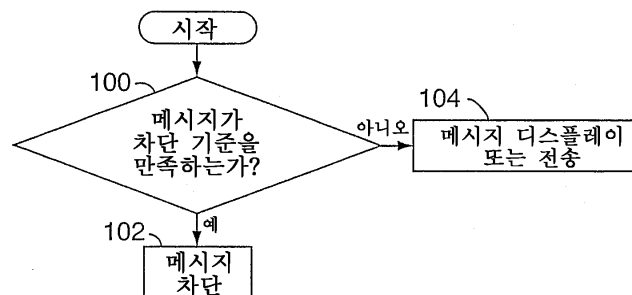 시작
100
메시지가
차단 기준을
만족하는가?
아니오
104
메시지 디스플레이
또는 전송
예
102
메시지
차단